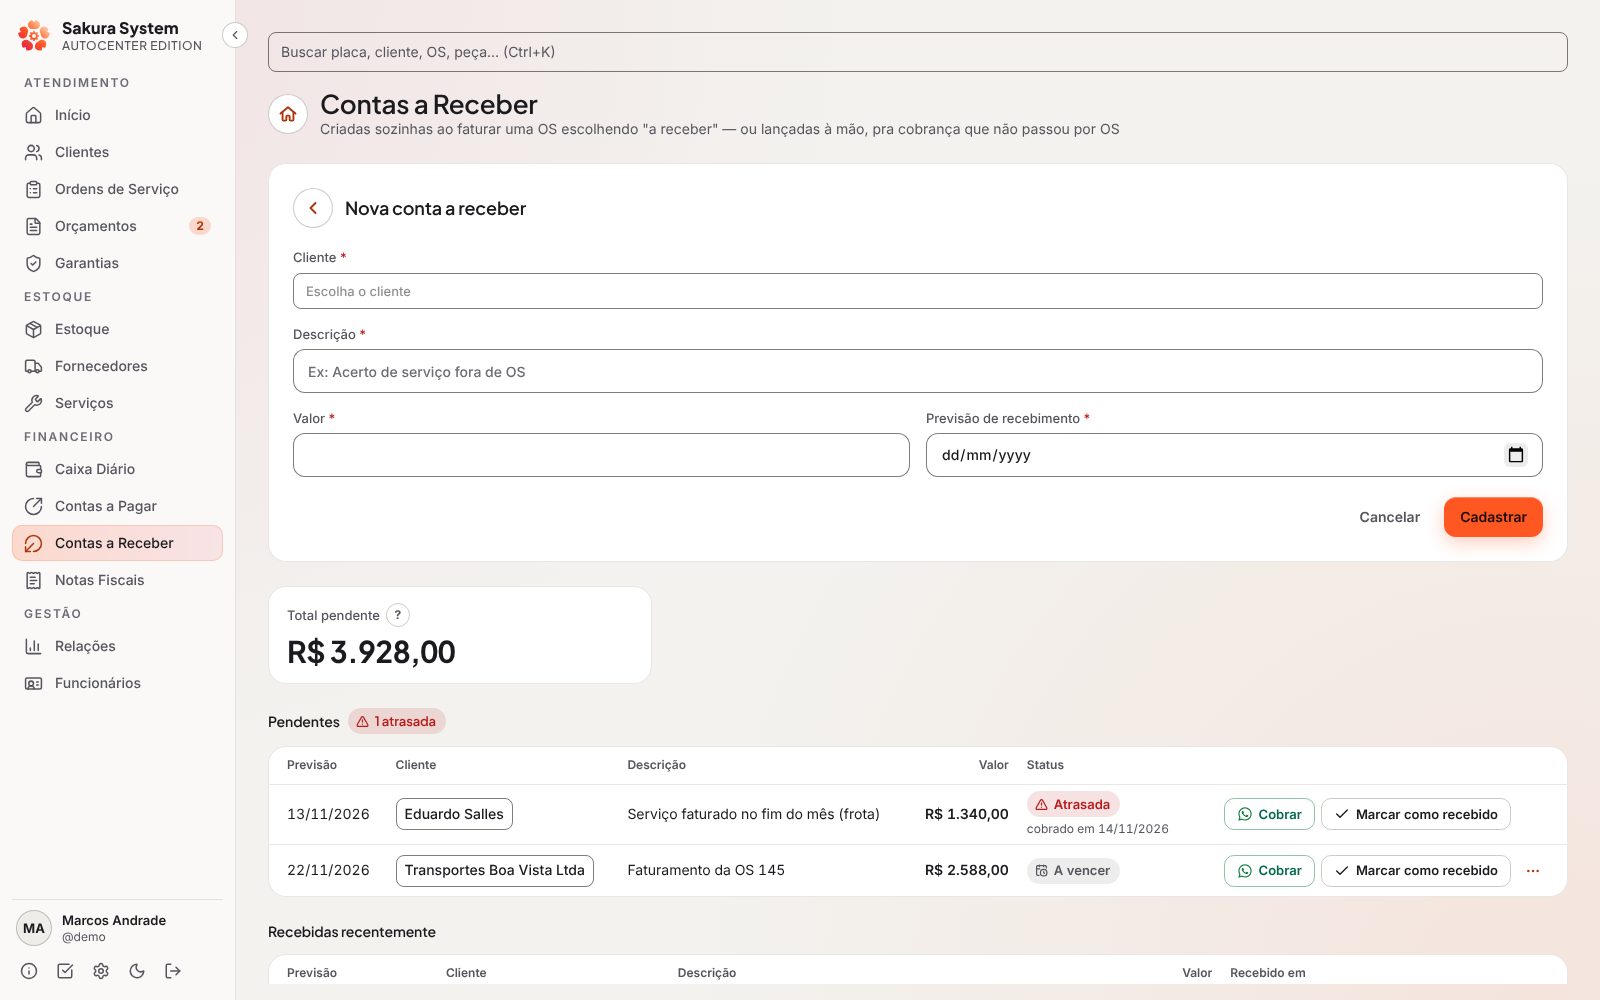 Sakura System
AUTOCENTER EDITION
ATENDIMENTO
Início
Clientes
Ordens de Serviço
Orçamentos 2
Garantias
ESTOQUE
Estoque
Fornecedores
Serviços
FINANCEIRO
Caixa Diário
Contas a Pagar
Contas a Receber
Notas Fiscais
GESTÃO
Relações
Funcionários
MA
Marcos Andrade
@demo
Buscar placa, cliente, OS, peça... (Ctrl+K)
Contas a Receber
Criadas sozinhas ao faturar uma OS escolhendo "a receber" — ou lançadas à mão, pra cobrança que não passou por OS
Nova conta a receber
Cliente *
Escolha o cliente
Descrição *
Ex: Acerto de serviço fora de OS
Valor * Previsão de recebimento *
dd/mm/yyyy
Cancelar Cadastrar
Total pendente ?
R$ 3.928,00
Pendentes 1 atrasada
Previsão Cliente Descrição Valor Status
13/11/2026 Eduardo Salles Serviço faturado no fim do mês (frota) R$ 1.340,00 Atrasada Cobrar Marcar como recebido
cobrado em 14/11/2026
22/11/2026 Transportes Boa Vista Ltda Faturamento da OS 145 R$ 2.588,00 A vencer Cobrar Marcar como recebido ...
Recebidas recentemente
Previsão Cliente Descrição Valor Recebido em